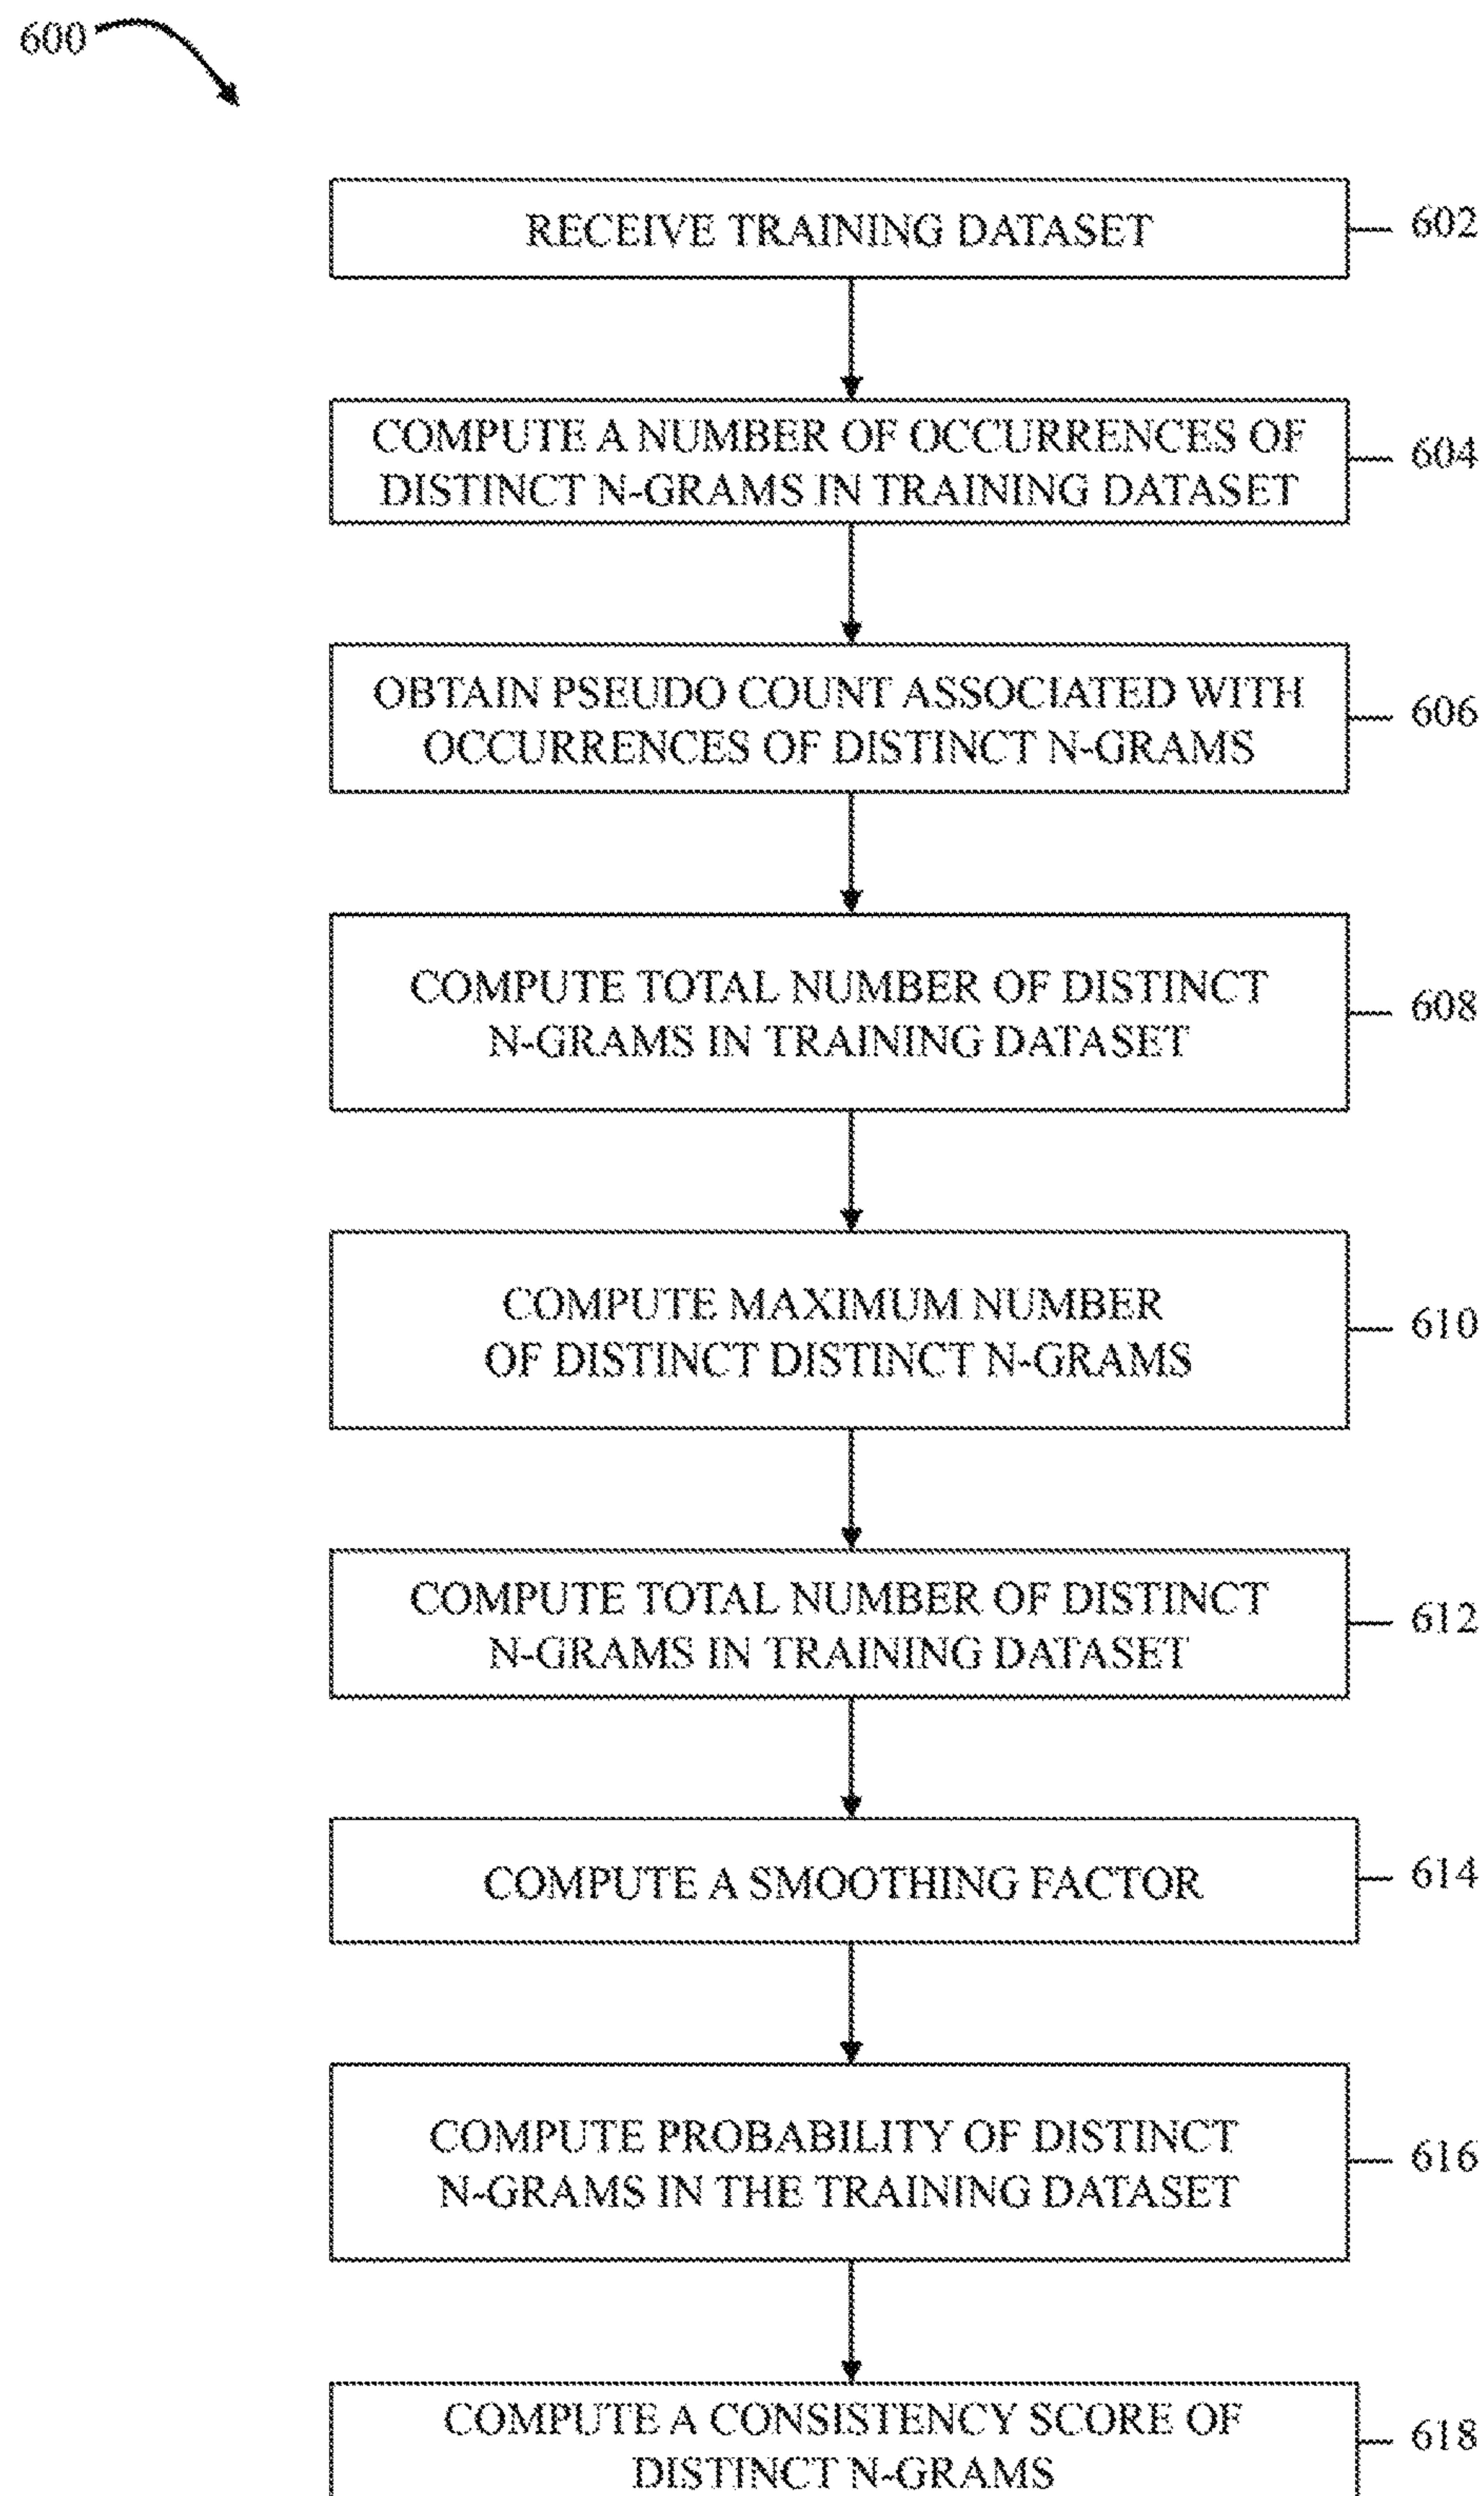 600
RECEIVE TRAINING DATASET
602
COMPUTE A NUMBER OF OCCURRENCES OF
DISTINCT N-GRAMS IN TRAINING DATASET
604
OBTAIN PSEUDO COUNT ASSOCIATED WITH
OCCURRENCES OF DISTINCT N-GRAMS
606
COMPUTE TOTAL NUMBER OF DISTINCT
N-GRAMS IN TRAINING DATASET
608
COMPUTE MAXIMUM NUMBER
OF DISTINCT DISTINCT N-GRAMS
610
COMPUTE TOTAL NUMBER OF DISTINCT
N-GRAMS IN TRAINING DATASET
612
COMPUTE A SMOOTHING FACTOR
614
COMPUTE PROBABILITY OF DISTINCT
N-GRAMS IN THE TRAINING DATASET
616
COMPUTE A CONSISTENCY SCORE OF
DISTINCT N-GRAMS
618